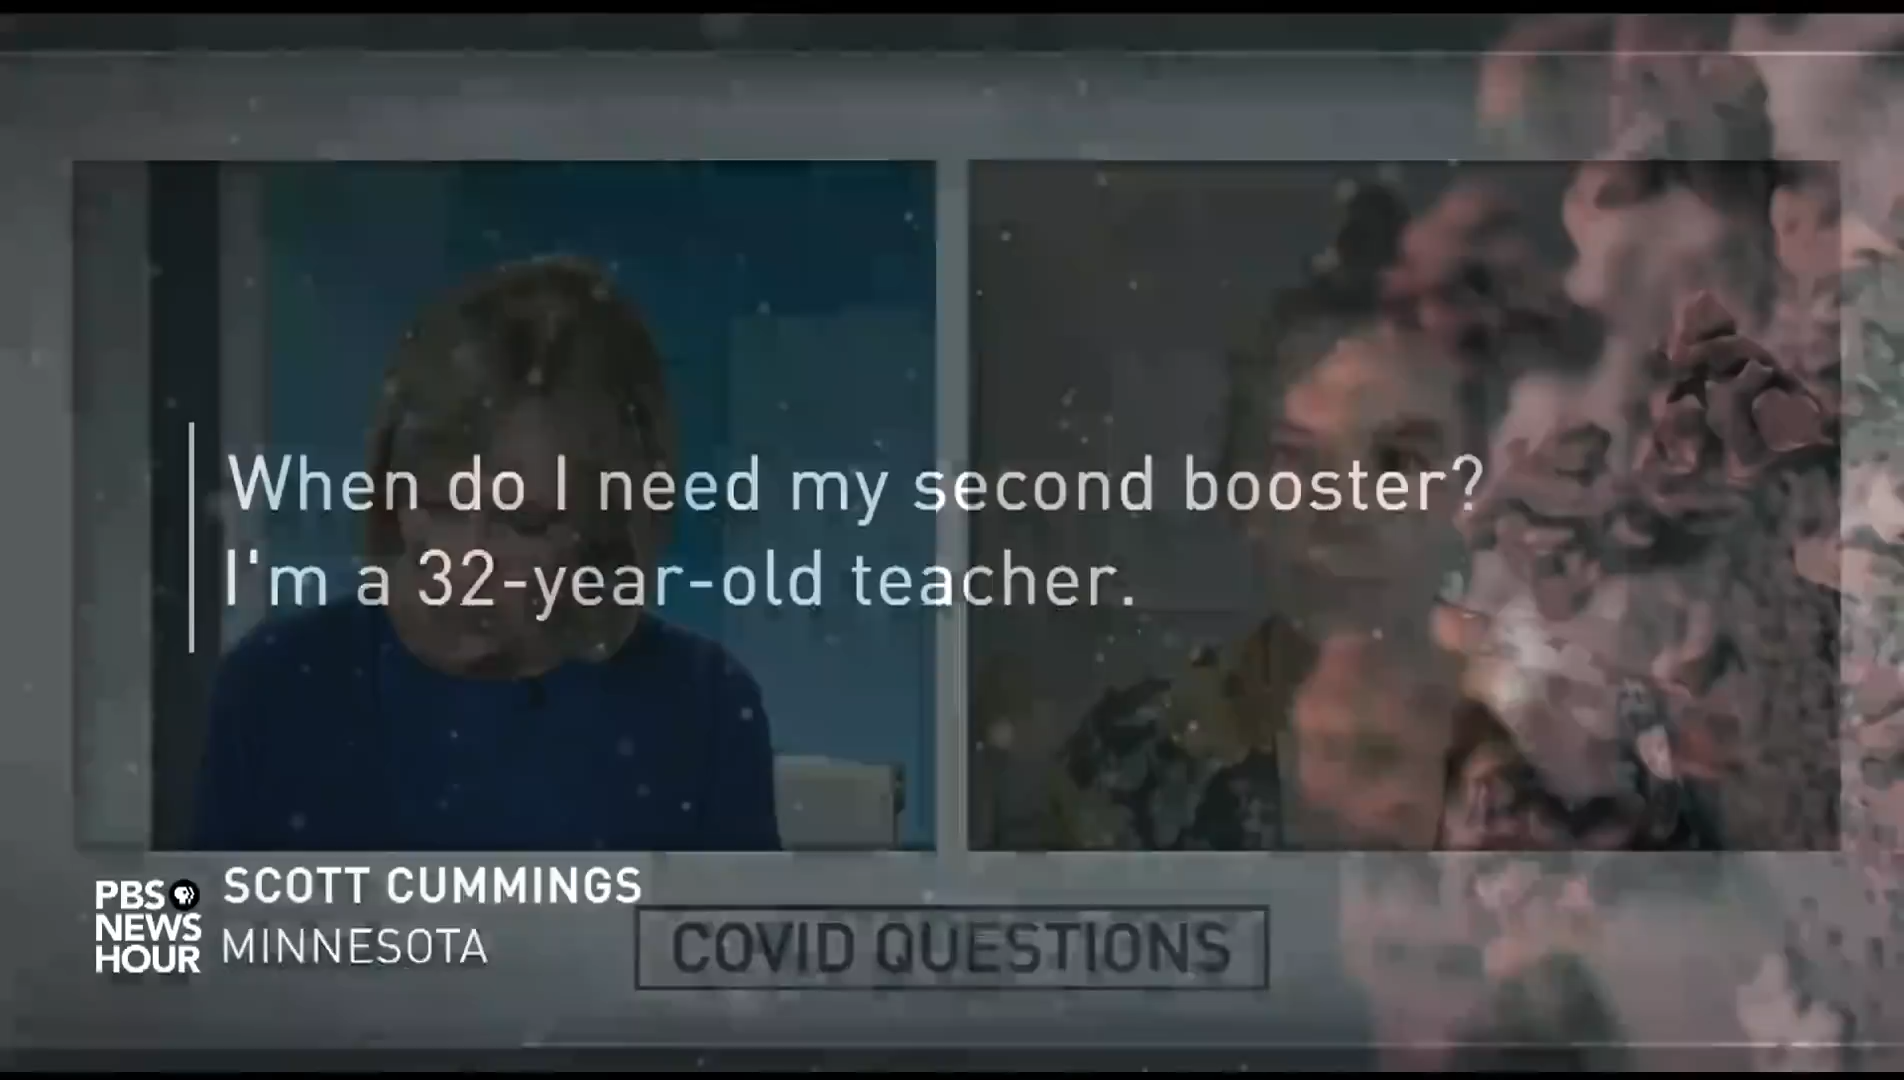 When do I need my second booster?
I'm a 32-year-old teacher.
SCOTT CUMMINGS
MINNESOTA
PBS
NEWS
HOUR
COVID QUESTIONS